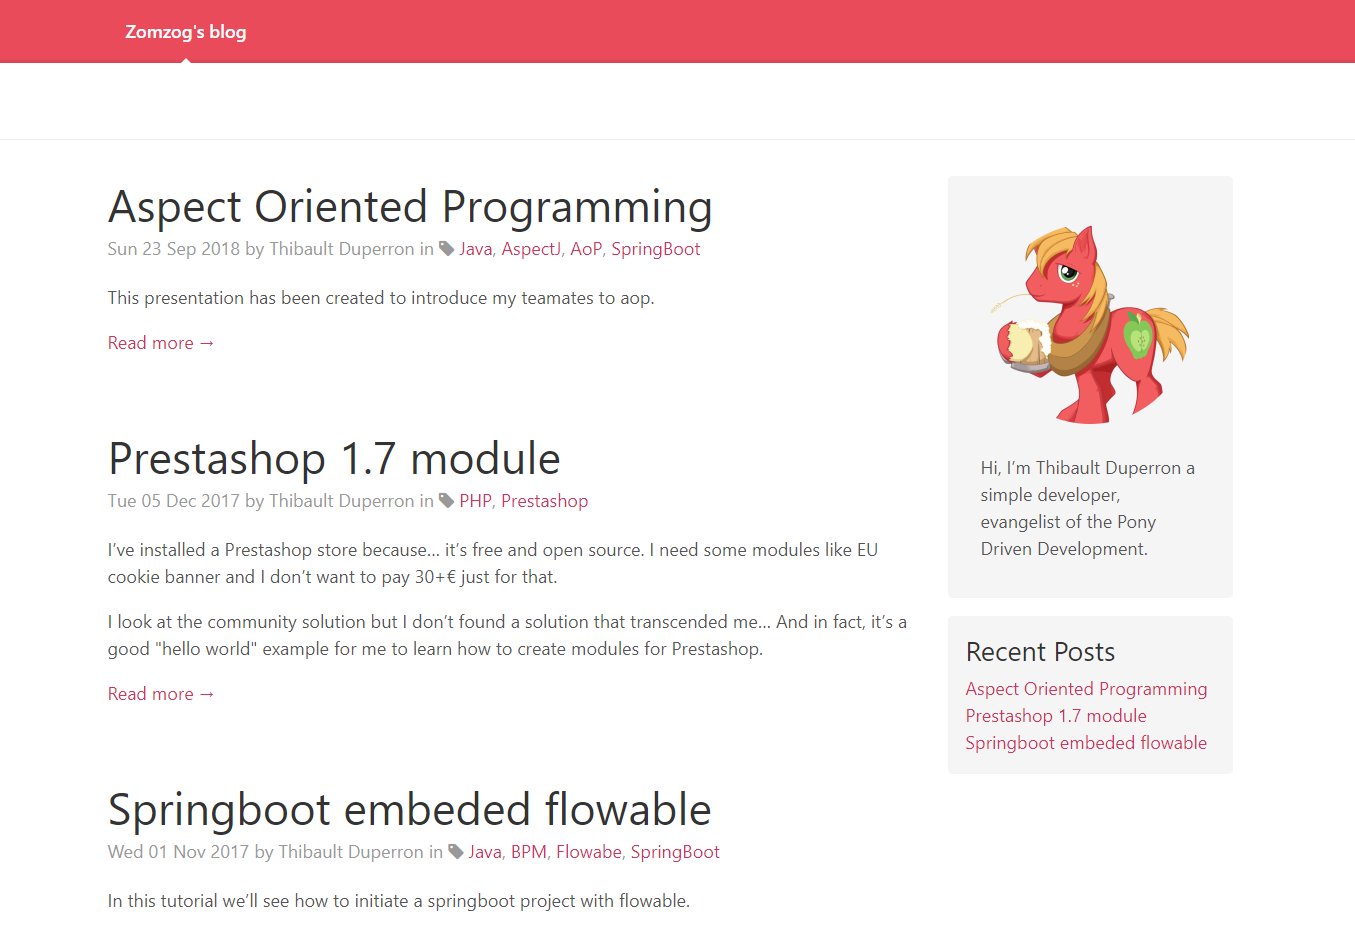 Zomzog's blog
Aspect Oriented Programming
Sun 23 Sep 2018 by Thibault Duperron in Java, AspectJ, AoP, SpringBoot
This presentation has been created to introduce my teamates to aop.
Read more →
Prestashop 1.7 module
Tue 05 Dec 2017 by Thibault Duperron in PHP, Prestashop
I’ve installed a Prestashop store because… it’s free and open source. I need some modules like EU
cookie banner and I don’t want to pay 30+€ just for that.
I look at the community solution but I don’t found a solution that transcended me… And in fact, it’s a
good "hello world" example for me to learn how to create modules for Prestashop.
Read more →
Springboot embeded flowable
Wed 01 Nov 2017 by Thibault Duperron in Java, BPM, Flowabe, SpringBoot
In this tutorial we’ll see how to initiate a springboot project with flowable.
Hi, I’m Thibault Duperron a
simple developer,
evangelist of the Pony
Driven Development.
Recent Posts
Aspect Oriented Programming
Prestashop 1.7 module
Springboot embeded flowable